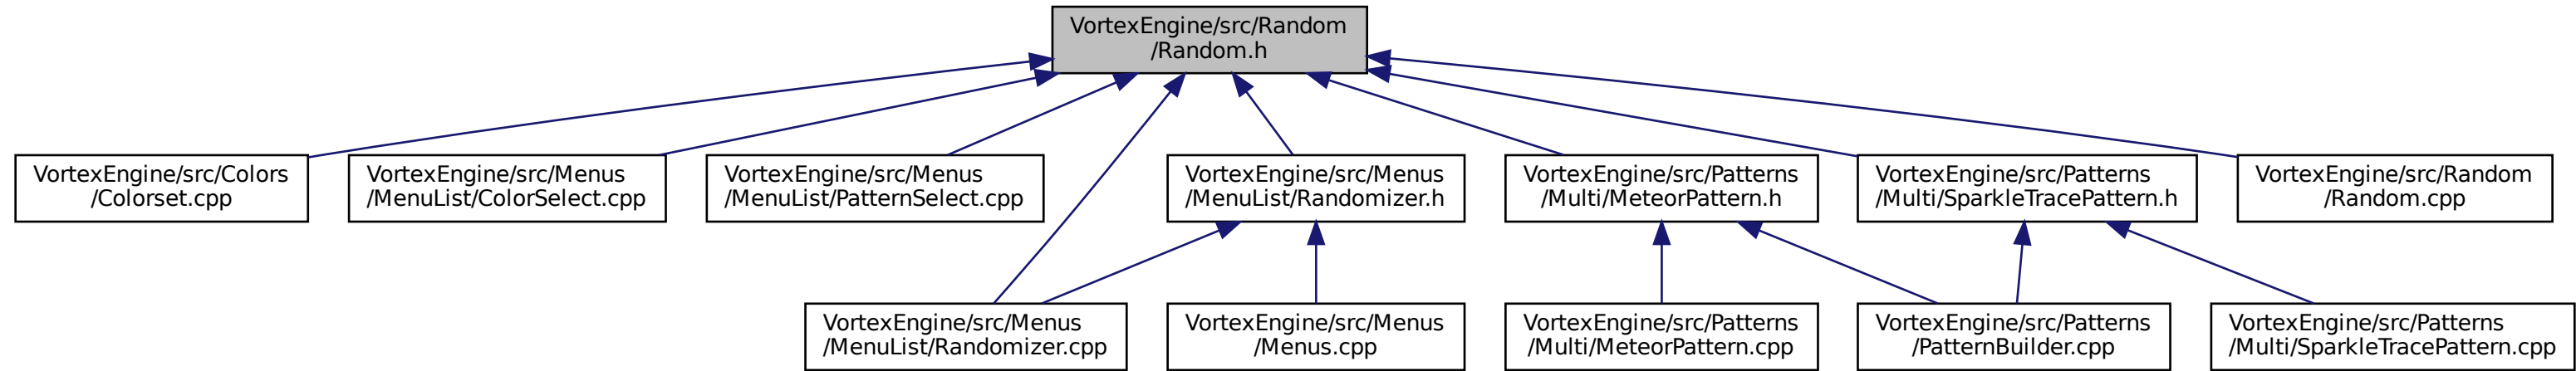 VortexEngine/src/Random
/Random.h
VortexEngine/src/Colors
/Colorset.cpp
VortexEngine/src/Menus
/MenuList/ColorSelect.cpp
VortexEngine/src/Menus
/MenuList/PatternSelect.cpp
VortexEngine/src/Menus
/MenuList/Randomizer.h
VortexEngine/src/Patterns
/Multi/MeteorPattern.h
VortexEngine/src/Patterns
/Multi/SparkleTracePattern.h
VortexEngine/src/Random
/Random.cpp
VortexEngine/src/Menus
/MenuList/Randomizer.cpp
VortexEngine/src/Menus
/Menus.cpp
VortexEngine/src/Patterns
/Multi/MeteorPattern.cpp
VortexEngine/src/Patterns
/PatternBuilder.cpp
VortexEngine/src/Patterns
/Multi/SparkleTracePattern.cpp